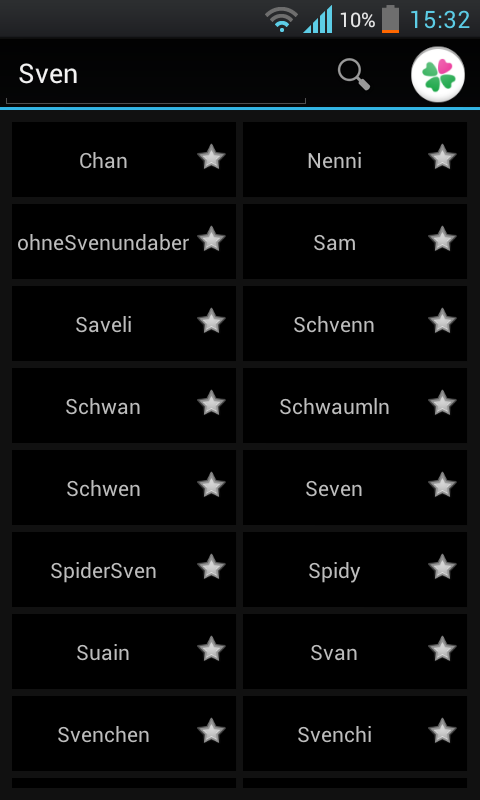 10% 15:32
Sven
Chan Nenni
ohneSvenundaber Sam
Saveli Schvenn
Schwan Schwaumln
Schwen Seven
SpiderSven Spidy
Suain Svan
Svenchen Svenchi